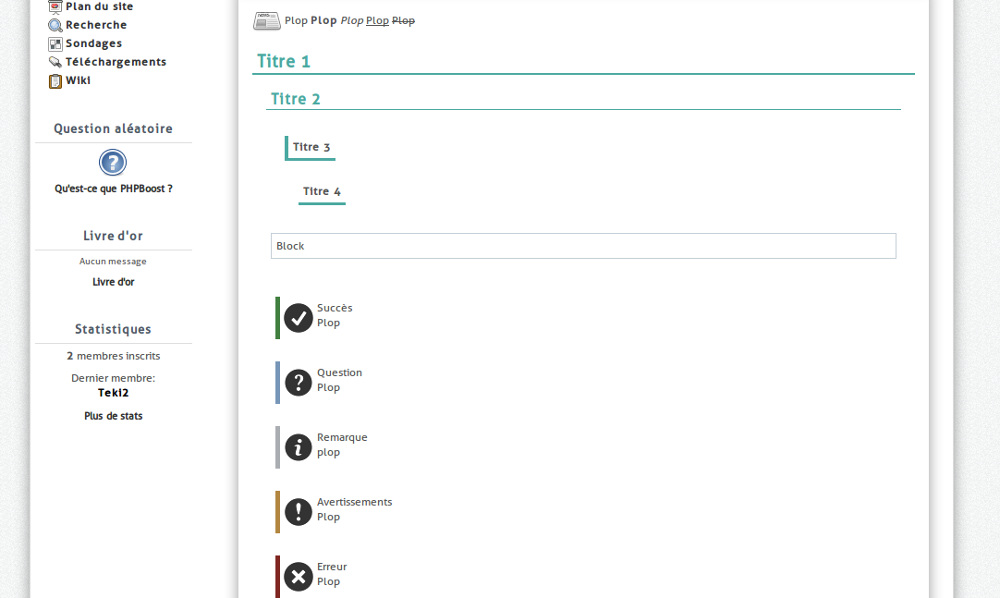 Plan du site
Recherche
Sondages
Téléchargements
Wiki
Question aléatoire
Qu'est-ce que PHPBoost ?
Livre d'or
Aucun message
Livre d'or
Statistiques
2 membres inscrits
Dernier membre:
Teki2
Plus de stats
Plop Plop Plop Plop Plop
Titre 1
Titre 2
Titre 3
Titre 4
Block
Succès
Plop
Question
Plop
Remarque
plop
Avertissements
Plop
Erreur
Plop